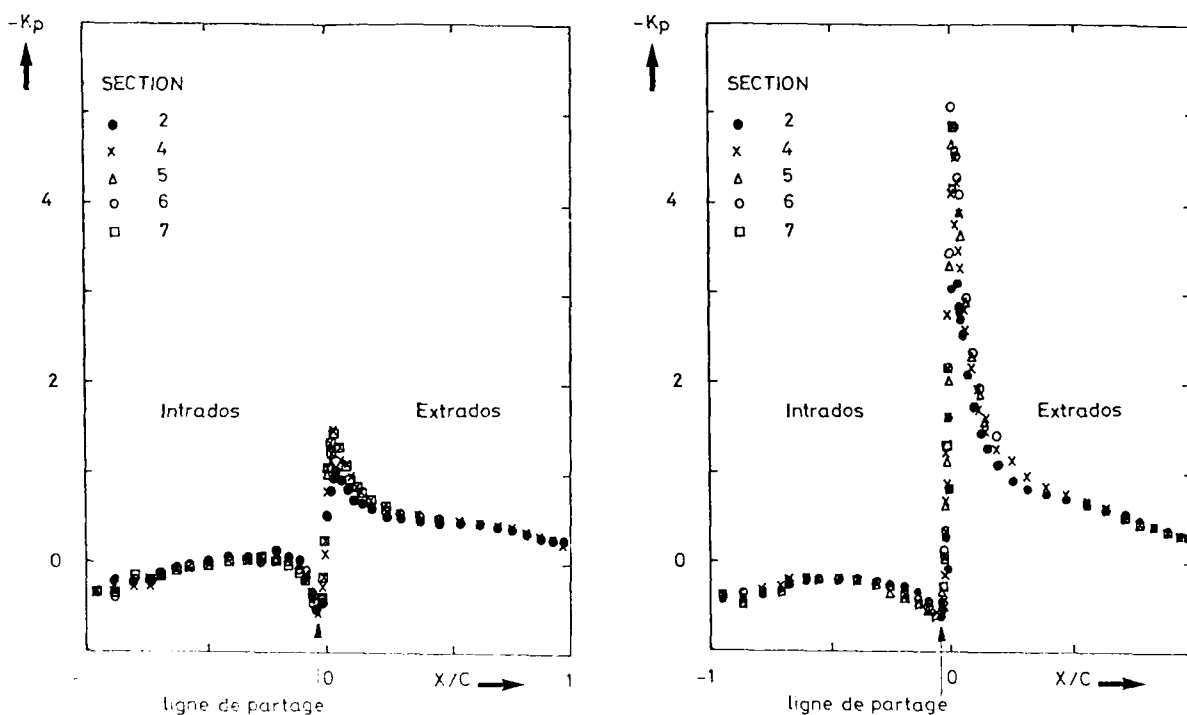 -Kp
SECTION
2
4
5
6
7
4
2
0
Intrados
Extrados
-
0
X/C
1
ligne de partage
-Kp
SECTION
2
4
5
6
7
4
2
0
Intrados
Extrados
-1
0
X/C
ligne de partage